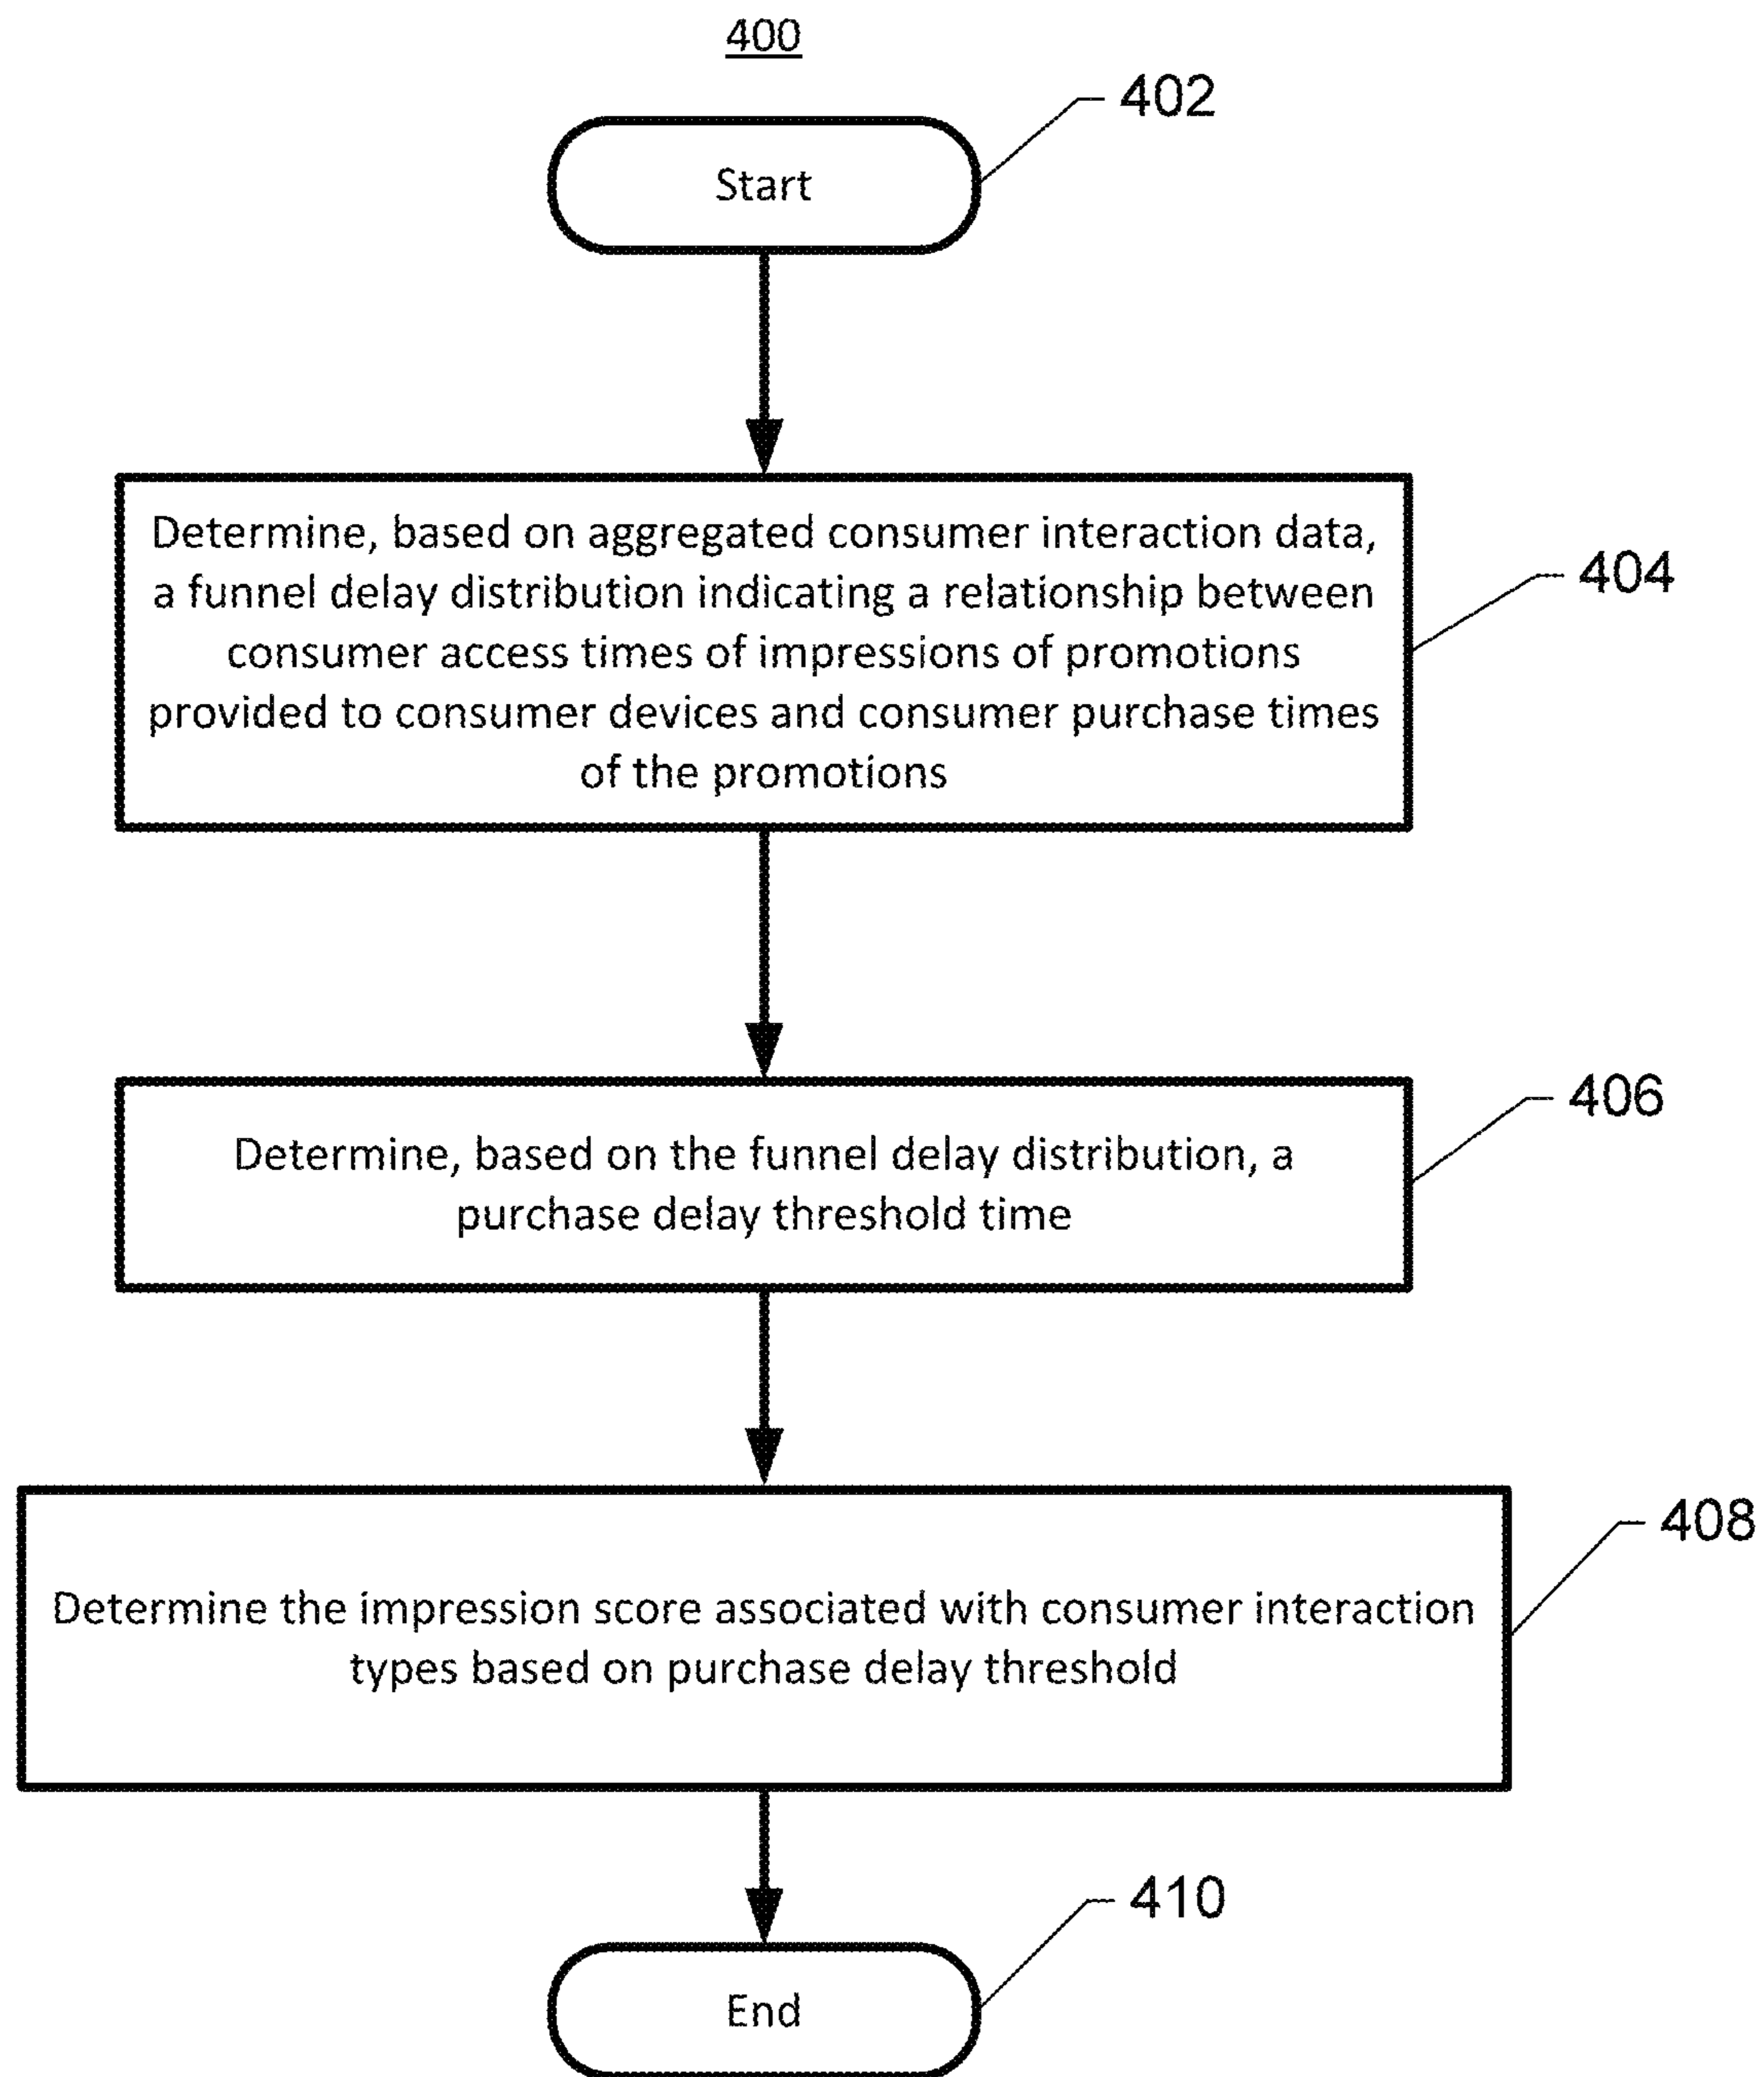 400
402
Start
Determine, based on aggregated consumer interaction data,
a funnel delay distribution indicating a relationship between
consumer access times of impressions of promotions
provided to consumer devices and consumer purchase times
of the promotions
404
406
Determine, based on the funnel delay distribution, a
purchase delay threshold time
408
Determine the impression score associated with consumer interaction
types based on purchase delay threshold
410
End